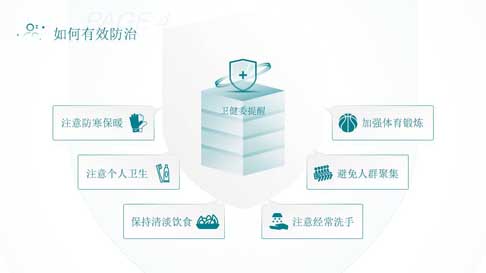 PAGE
如何有效防治
卫健委提醒
注意防寒保暖
加强体育锻炼
注意个人卫生
避免人群聚集
保持清淡饮食
注意经常洗手